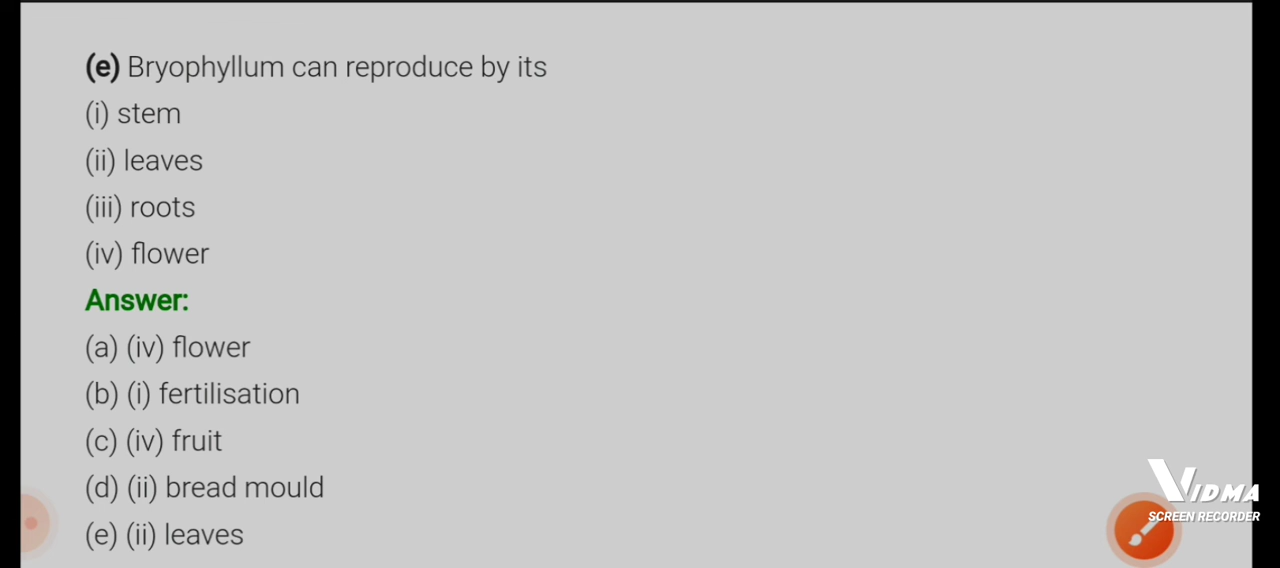 (e) Bryophyllum can reproduce by its
(i) stem
(ii) leaves
(iii) roots
(iv) flower
Answer:
(a) (iv) flower
(b) (i) fertilisation
(c) (iv) fruit
(d) (ii) bread mould
(e) (ii) leaves
VIDMA
SCREEN RECORDER